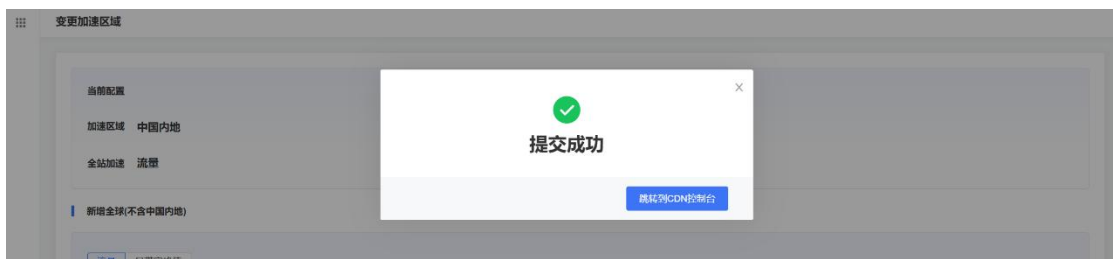 变更加速区域
当前配置
加速区域 中国内地
全站加速 流量
提交成功
跳转到CDN控制台
新增全球(不含中国内地)